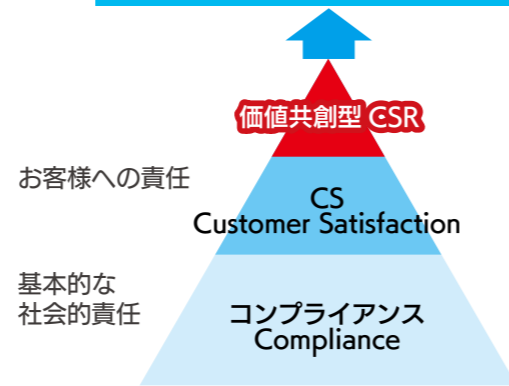 価値共創型 CSR
お客様への責任
CS
Customer Satisfaction
基本的な
社会的責任
コンプライアンス
Compliance